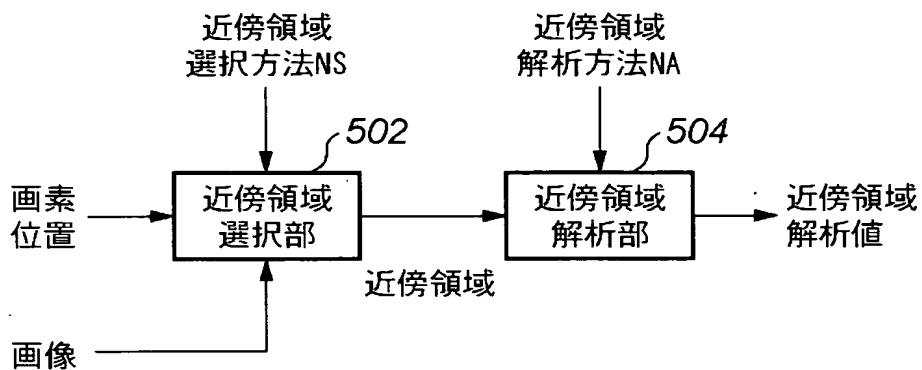 近傍領域
選択方法NS
近傍領域
解析方法NA
502
504
画素
位置
近傍領域
選択部
近傍領域
解析部
近傍領域
解析値
近傍領域
画像